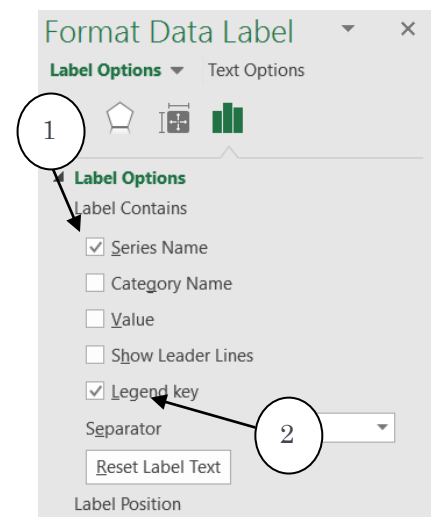 Format Data Label
Label Options Text Options
1
Label Options
Label Contains
Series Name
Category Name
Value
Show Leader Lines
Legend key
Separator
2
Reset Label Text
Label Position